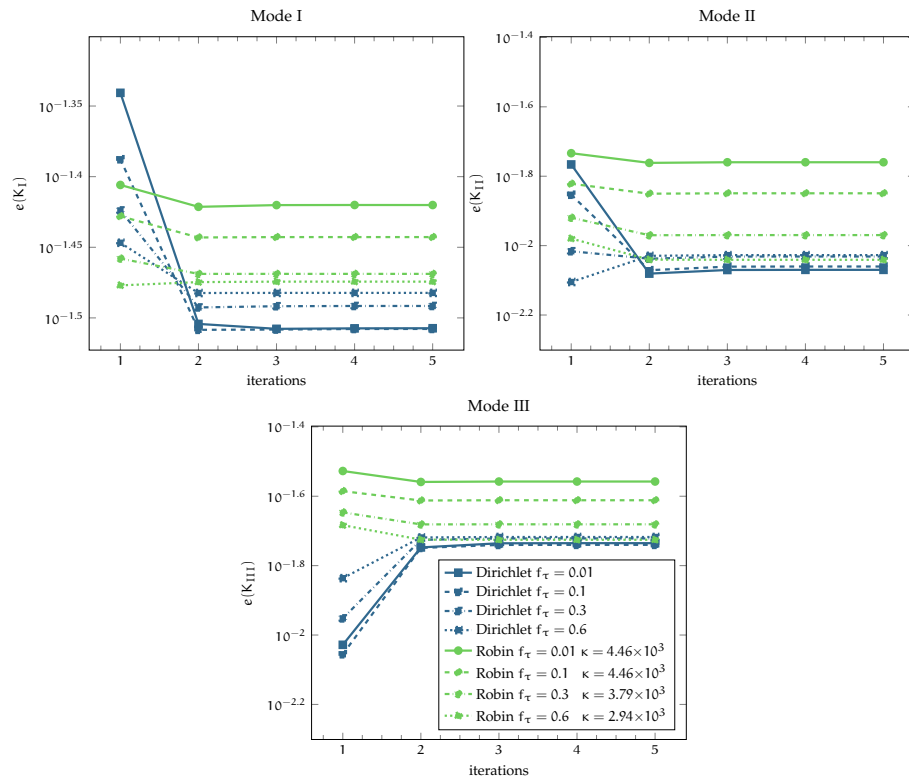 Mode I
10^−1.35
10^−1.4
10^−1.45
10^−1.5
e(K_I)
1 2 3 4 5
iterations
Mode II
10^−1.4
10^−1.6
10^−1.8
10^−2
10^−2.2
e(K_II)
1 2 3 4 5
iterations
Mode III
10^−1.4
10^−1.6
10^−1.8
10^−2
10^−2.2
e(K_III)
Dirichlet f_τ = 0.01
Dirichlet f_τ = 0.1
Dirichlet f_τ = 0.3
Dirichlet f_τ = 0.6
Robin f_τ = 0.01 κ = 4.46×10^3
Robin f_τ = 0.1 κ = 4.46×10^3
Robin f_τ = 0.3 κ = 3.79×10^3
Robin f_τ = 0.6 κ = 2.94×10^3
1 2 3 4 5
iterations